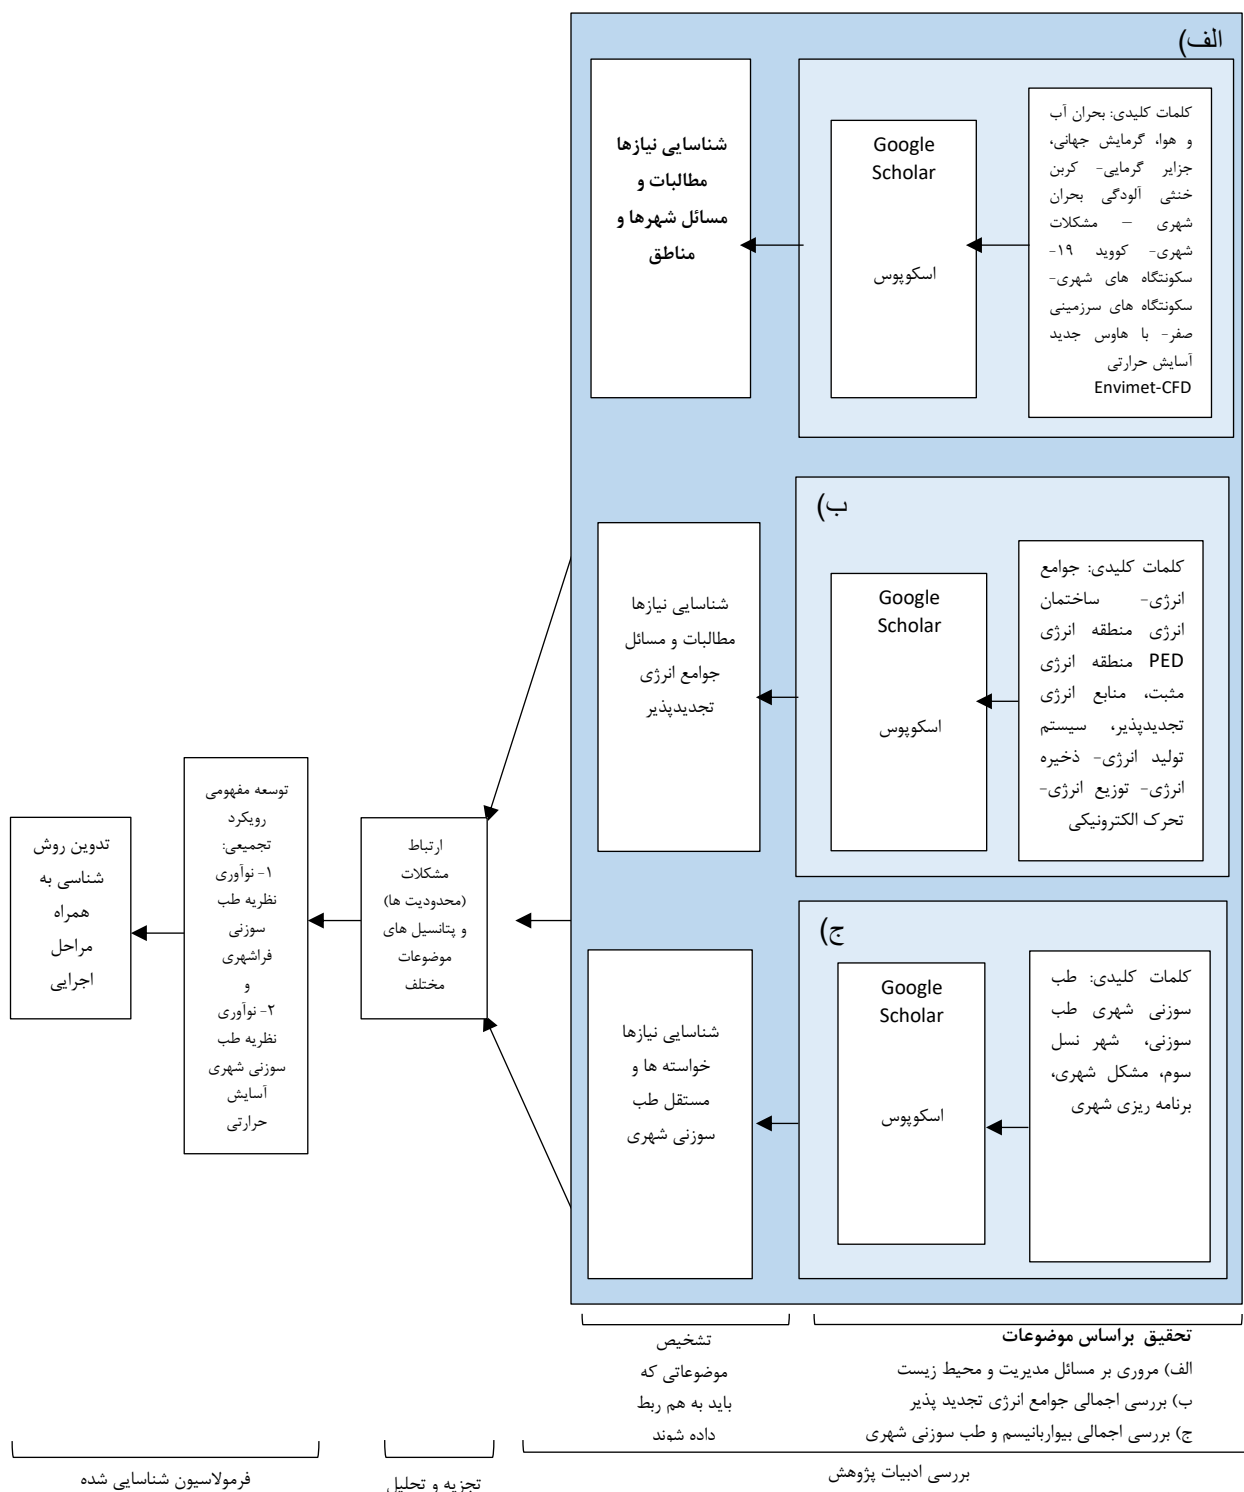 الف)
کلمات کلیدی: بحران آب
و هوا، گرمایش جهانی،
جزایر گرمایی- کربن
خنثی آلودگی بحران
شهری – مشکلات
شهری- کووید ۱۹-
سکونتگاه های شهری-
سکونتگاه های سرزمینی
صفر- با هاوس جدید
آسایش حرارتی
Envimet-CFD
Google
Scholar
اسکوپوس
شناسایی نیازها
مطالبات و
مسائل شهرها و
مناطق
ب)
کلمات کلیدی: جوامع
انرژی- ساختمان
انرژی منطقه انرژی
PED منطقه انرژی
مثبت، منابع انرژی
تجدیدپذیر، سیستم
تولید انرژی- ذخیره
انرژی- توزیع انرژی-
تحرک الکترونیکی
Google
Scholar
اسکوپوس
شناسایی نیازها
مطالبات و مسائل
جوامع انرژی
تجدیدپذیر
ج)
کلمات کلیدی: طب
سوزنی شهری طب
سوزنی، شهر نسل
سوم، مشکل شهری،
برنامه ریزی شهری
Google
Scholar
اسکوپوس
شناسایی نیازها
خواسته ها و
مستقل طب
سوزنی شهری
ارتباط
مشکلات
(محدودیت ها)
و پتانسیل های
موضوعات
مختلف
توسعه مفهومی
رویکرد
تجمیعی:
۱- نوآوری
نظریه طب
سوزنی
فراشهری
و
۲- نوآوری
نظریه طب
سوزنی شهری
آسایش
حرارتی
تدوین روش
شناسی به
همراه
مراحل
اجرایی
تحقیق براساس موضوعات
الف) مروری بر مسائل مدیریت و محیط زیست
ب) بررسی اجمالی جوامع انرژی تجدید پذیر
ج) بررسی اجمالی بیواربانیسم و طب سوزنی شهری
تشخیص
موضوعاتی که
باید به هم ربط
داده شوند
بررسی ادبیات پژوهش
تجزیه و تحلیل
فرمولاسیون شناسایی شده